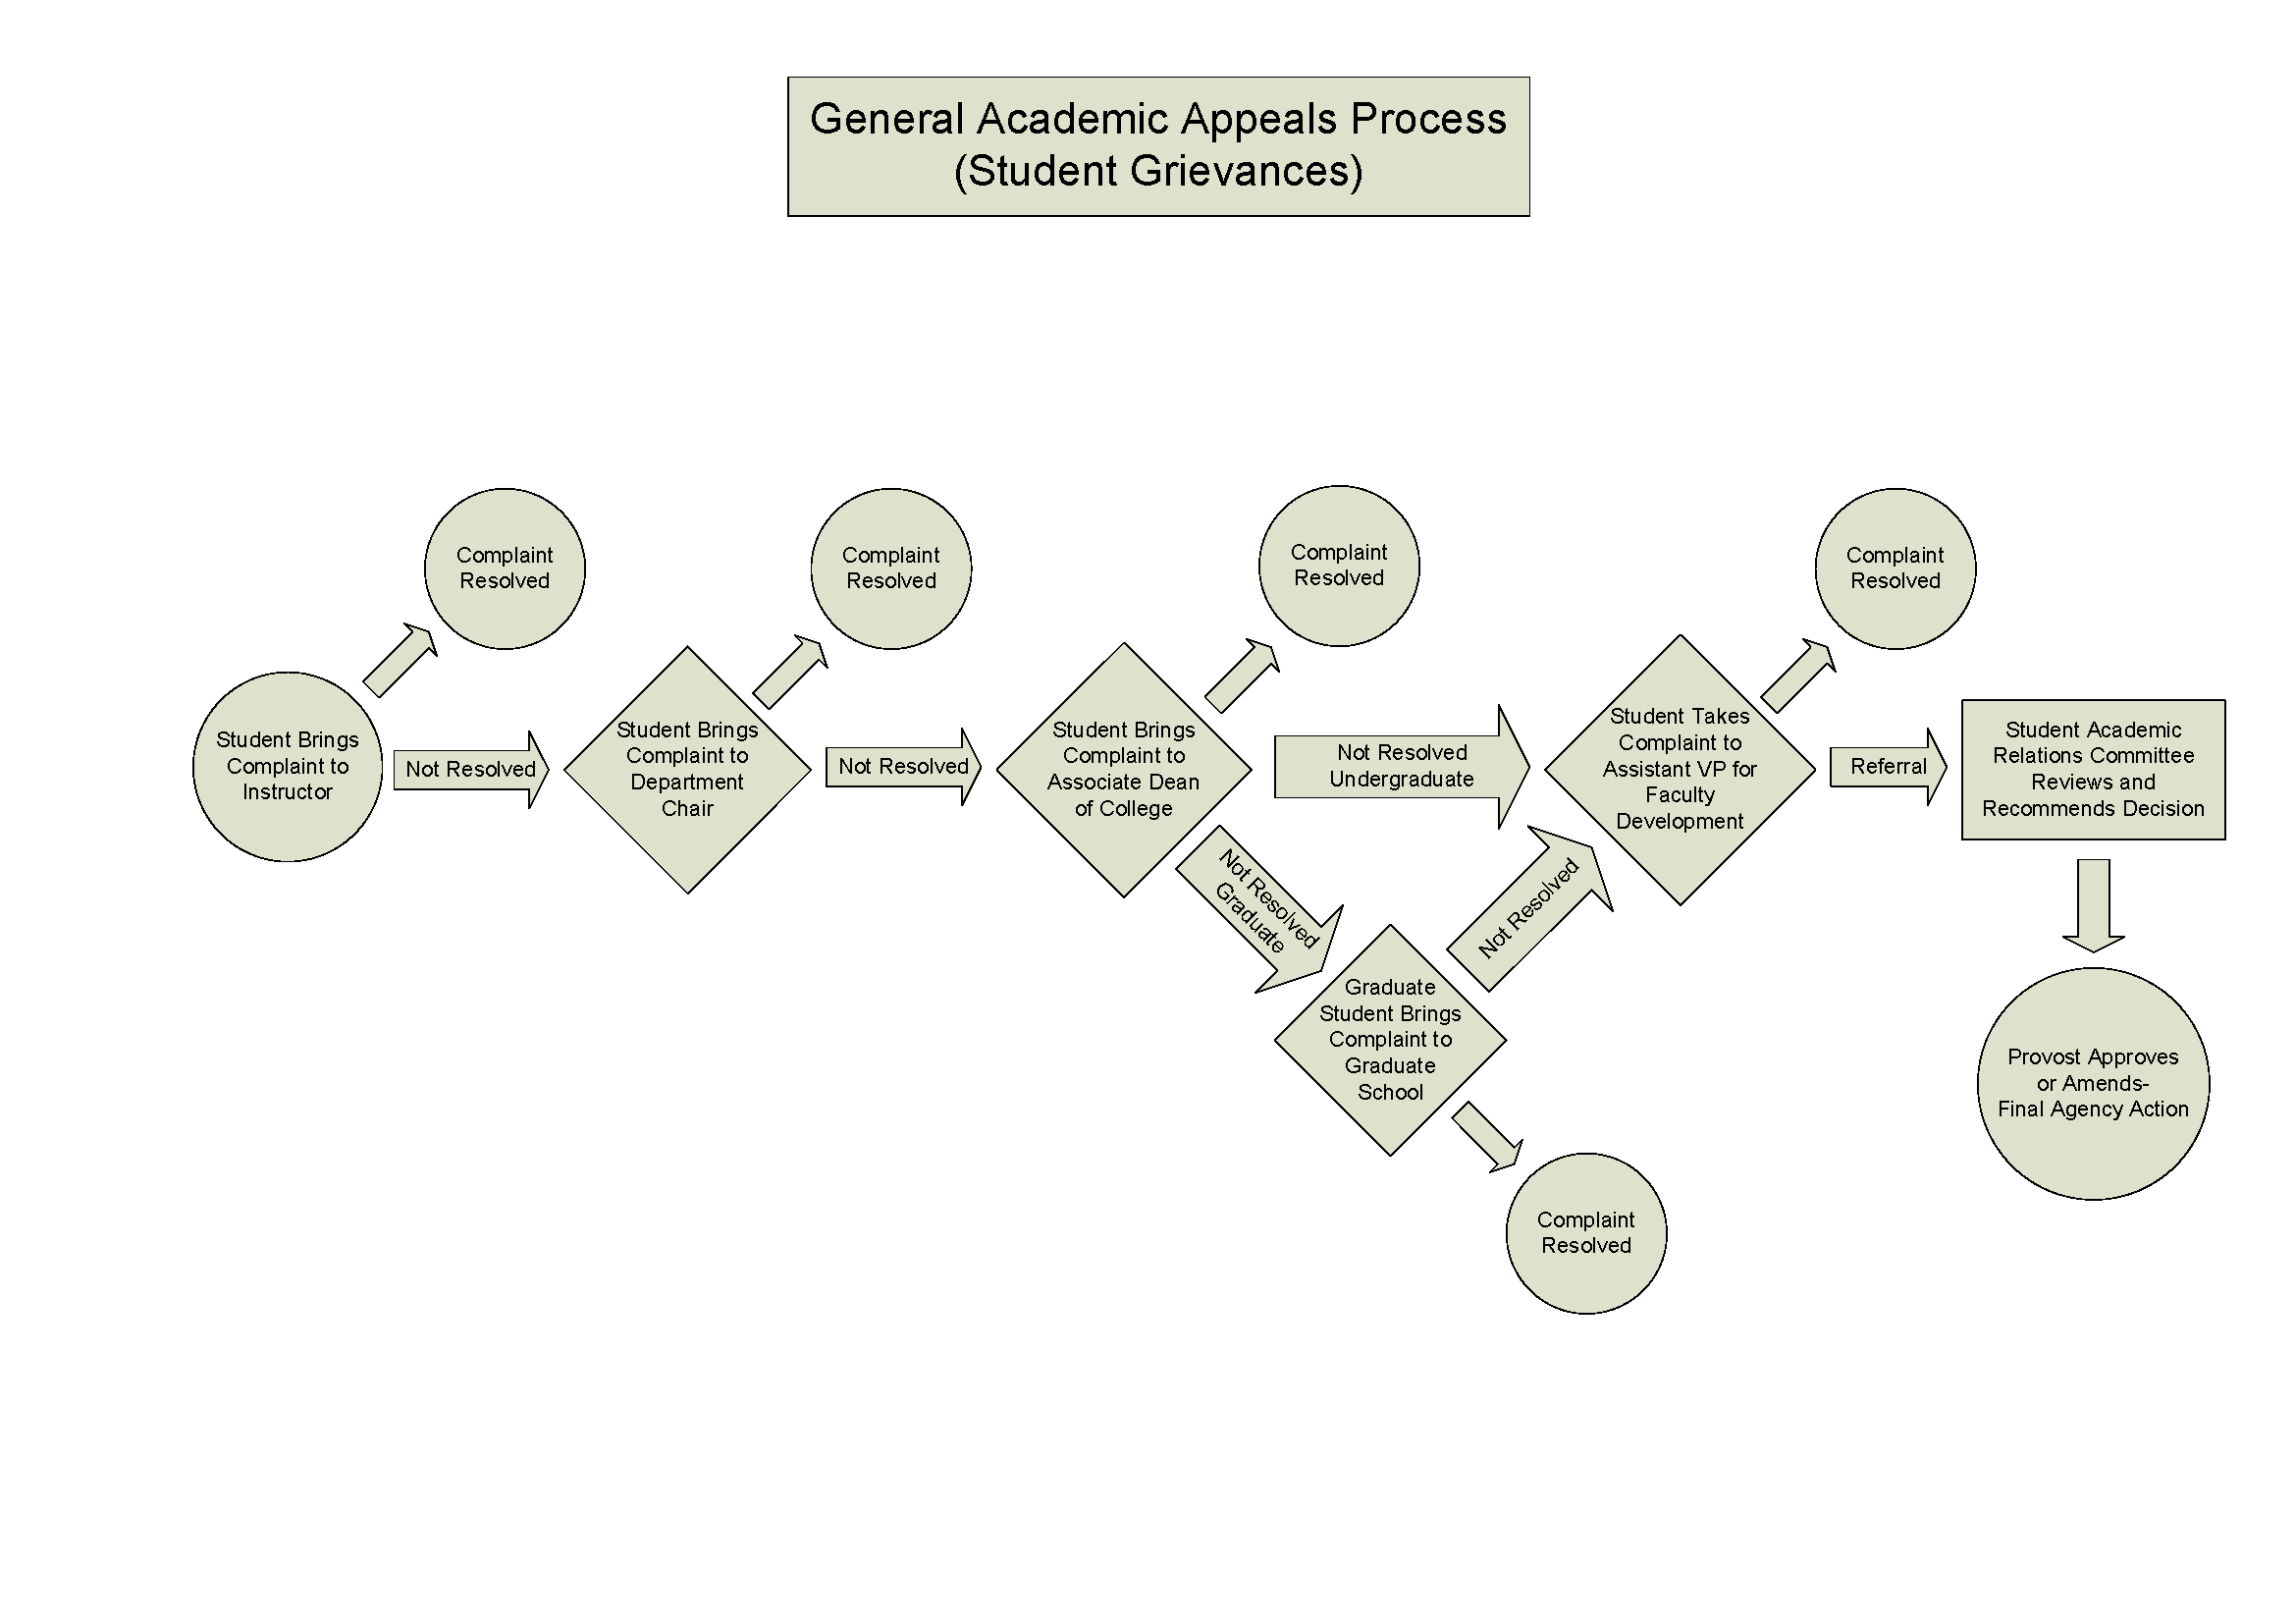 General Academic Appeals Process
(Student Grievances)
Complaint
Resolved
Complaint
Resolved
Complaint
Resolved
Complaint
Resolved
Student Brings
Complaint to
Instructor
Not Resolved
Student Brings
Complaint to
Department
Chair
Not Resolved
Student Brings
Complaint to
Associate Dean
of College
Not Resolved
Undergraduate
Student Takes
Complaint to
Assistant VP for
Faculty
Development
Referral
Student Academic
Relations Committee
Reviews and
Recommends Decision
Not Resolved
Graduate
Not Resolved
Graduate
Student Brings
Complaint to
Graduate
School
Provost Approves
or Amends-
Final Agency Action
Complaint
Resolved